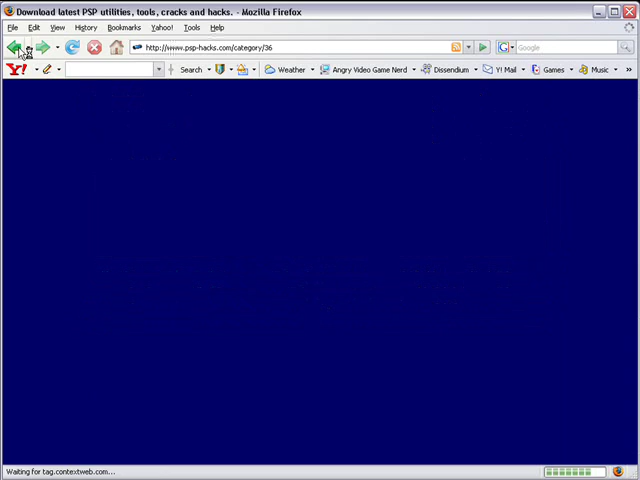 Download latest PSP utilities, tools, cracks and hacks. - Mozilla Firefox
File Edit View History Bookmarks Yahoo! Tools Help
http://www.psp-hacks.com/category/36 G Google
Y! Search Weather Angry Video Game Nerd Dissendium Y! Mail Games Music »
Waiting for tag.contextweb.com...